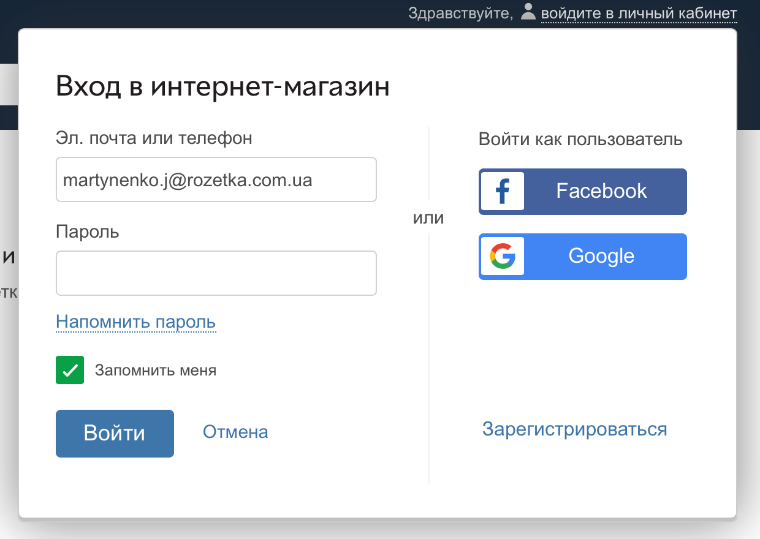 Здравствуйте, войдите в личный кабинет
Вход в интернет-магазин
Эл. почта или телефон
martynenko.j@rozetka.com.ua
Пароль
Напомнить пароль
Запомнить меня
Войти
Отмена
или
Войти как пользователь
Facebook
Google
Зарегистрироваться
и